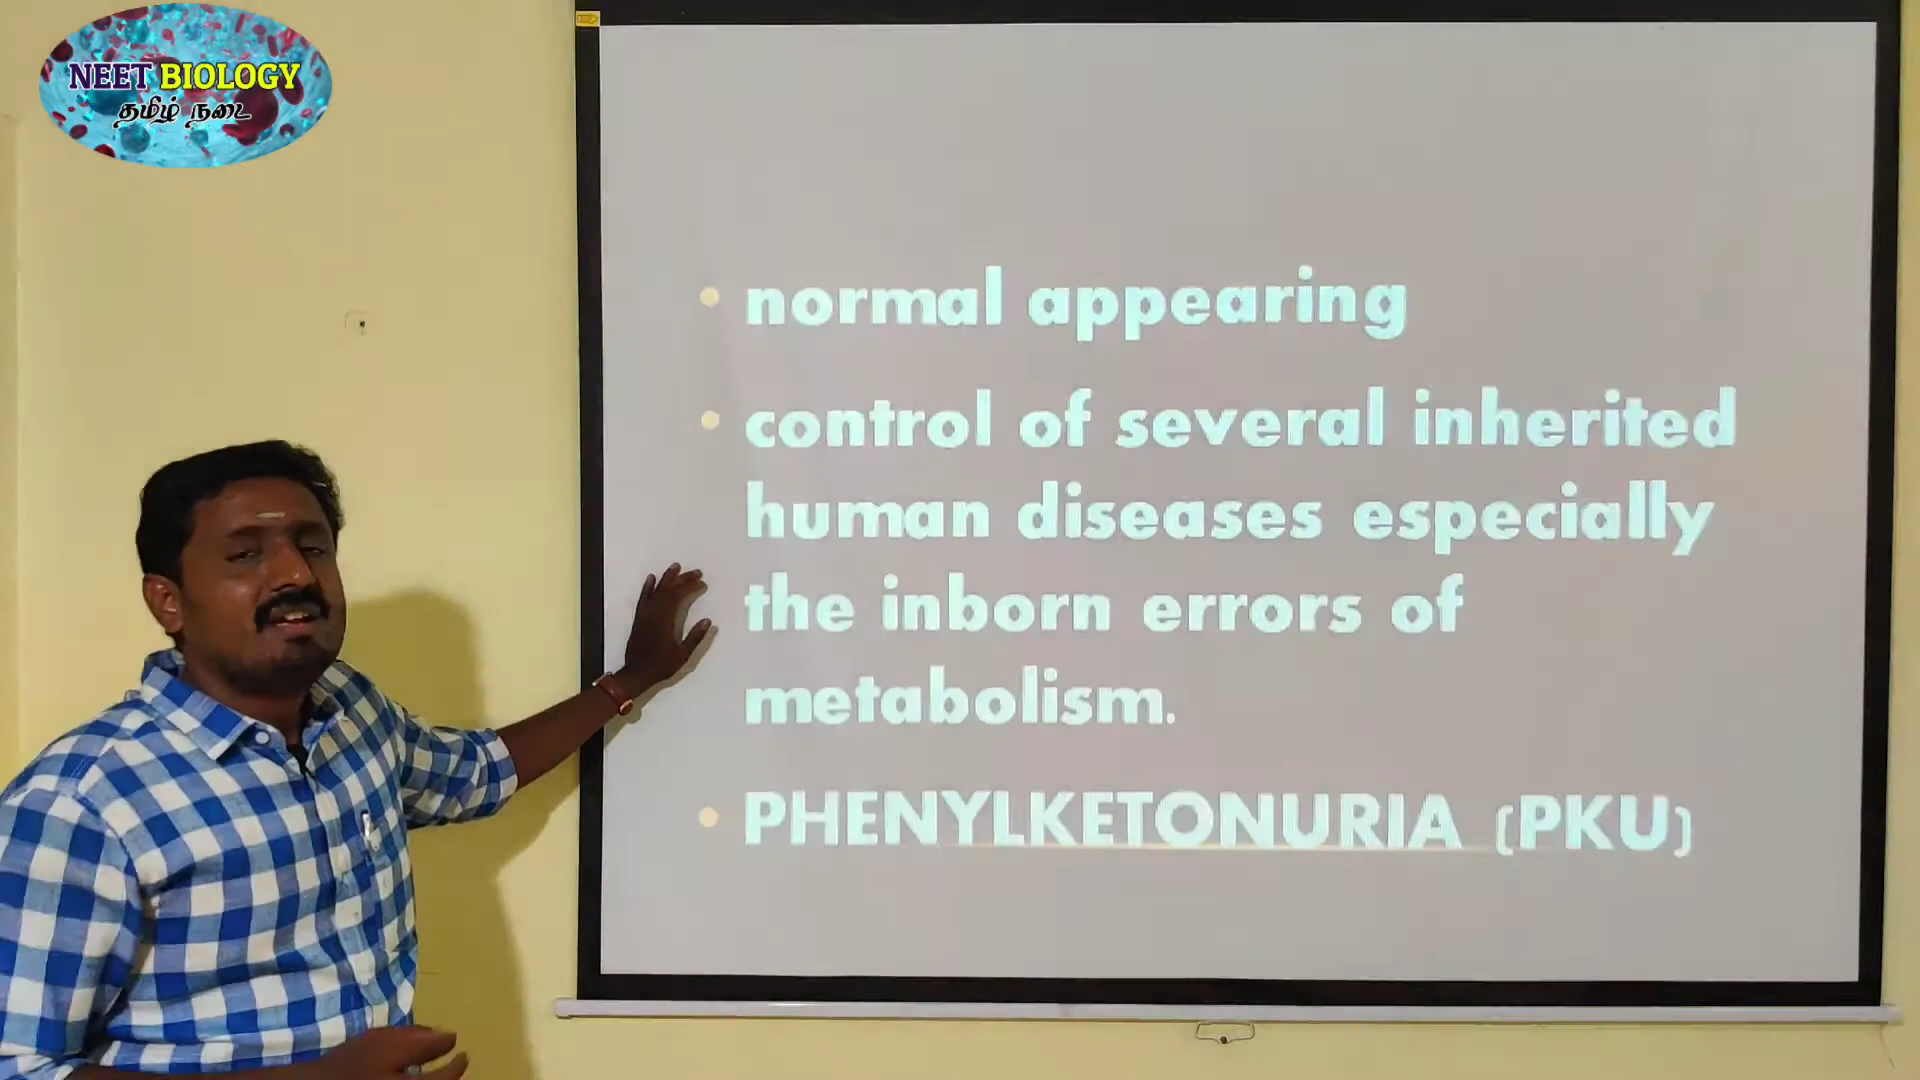 NEET BIOLOGY
தமிழ் நடை
• normal appearing
• control of several inherited
human diseases especially
the inborn errors of
metabolism.
• PHENYLKETONURIA (PKU)